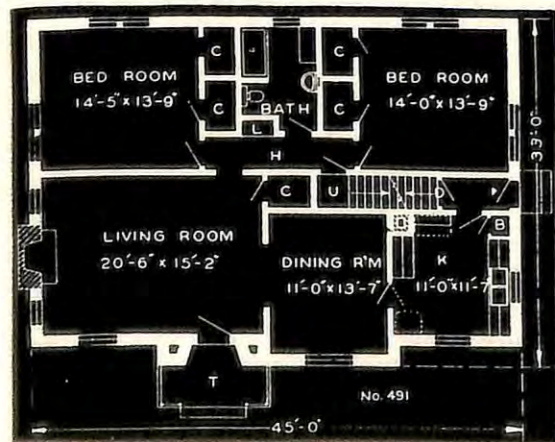 C
C
BED ROOM
14'-5" x 13'-9"
BATH
C
C
BED ROOM
14'-0" x 13'-9"
L
H
33'-0"
C
U
D
B
LIVING ROOM
20'-6" x 15'-2"
DINING R'M
11'-0" x 13'-7"
K
11'-0" x 11'-7"
T
No. 491
45'-0"